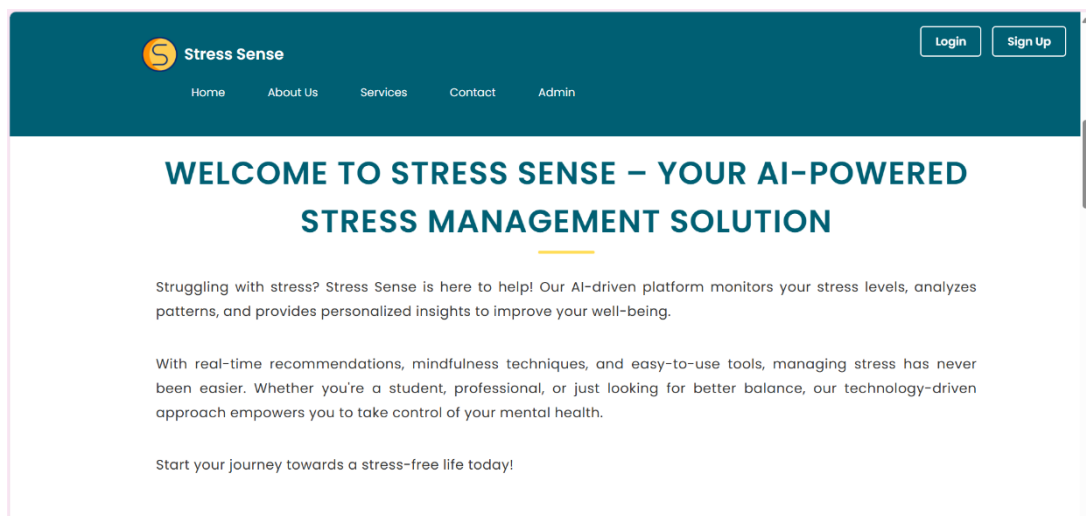 Login Sign Up
Stress Sense
Home About Us Services Contact Admin
WELCOME TO STRESS SENSE – YOUR AI-POWERED
STRESS MANAGEMENT SOLUTION
Struggling with stress? Stress Sense is here to help! Our AI-driven platform monitors your stress levels, analyzes
patterns, and provides personalized insights to improve your well-being.
With real-time recommendations, mindfulness techniques, and easy-to-use tools, managing stress has never
been easier. Whether you're a student, professional, or just looking for better balance, our technology-driven
approach empowers you to take control of your mental health.
Start your journey towards a stress-free life today!